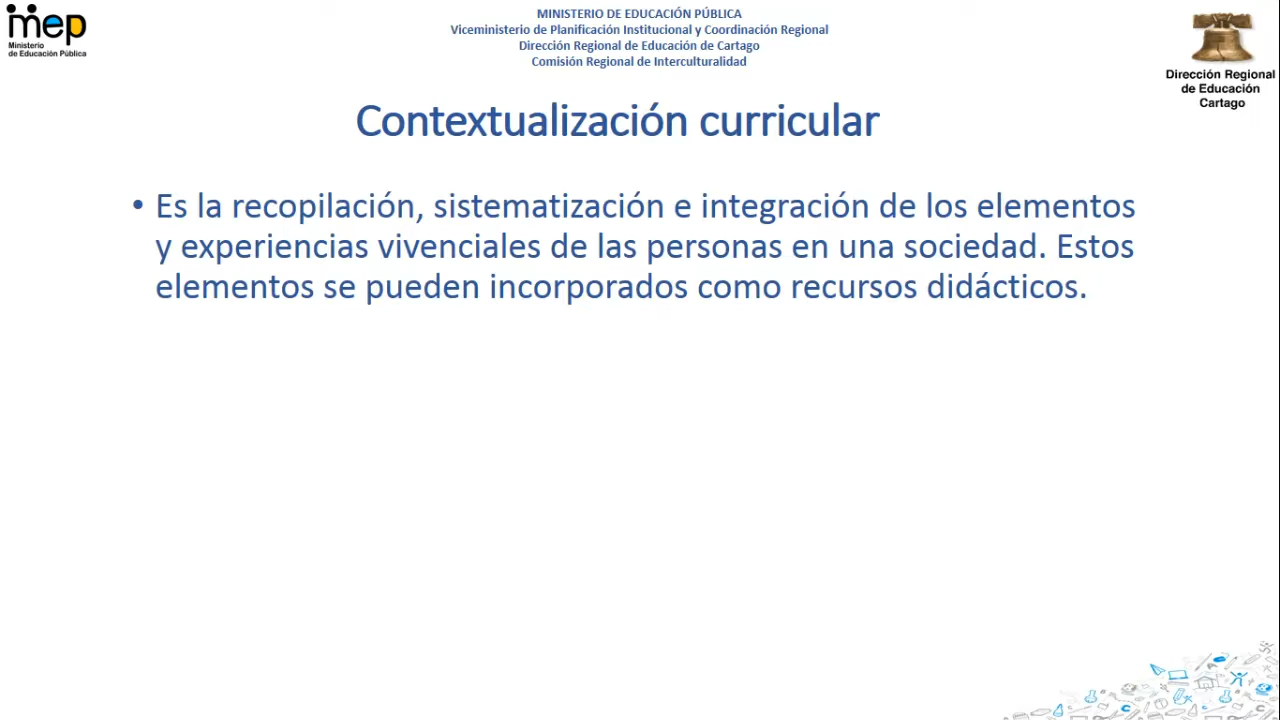 mep
Ministerio
de Educación Pública
MINISTERIO DE EDUCACIÓN PÚBLICA
Viceministerio de Planificación Institucional y Coordinación Regional
Dirección Regional de Educación de Cartago
Comisión Regional de Interculturalidad
Dirección Regional
de Educación
Cartago
Contextualización curricular
• Es la recopilación, sistematización e integración de los elementos
y experiencias vivenciales de las personas en una sociedad. Estos
elementos se pueden incorporados como recursos didácticos.